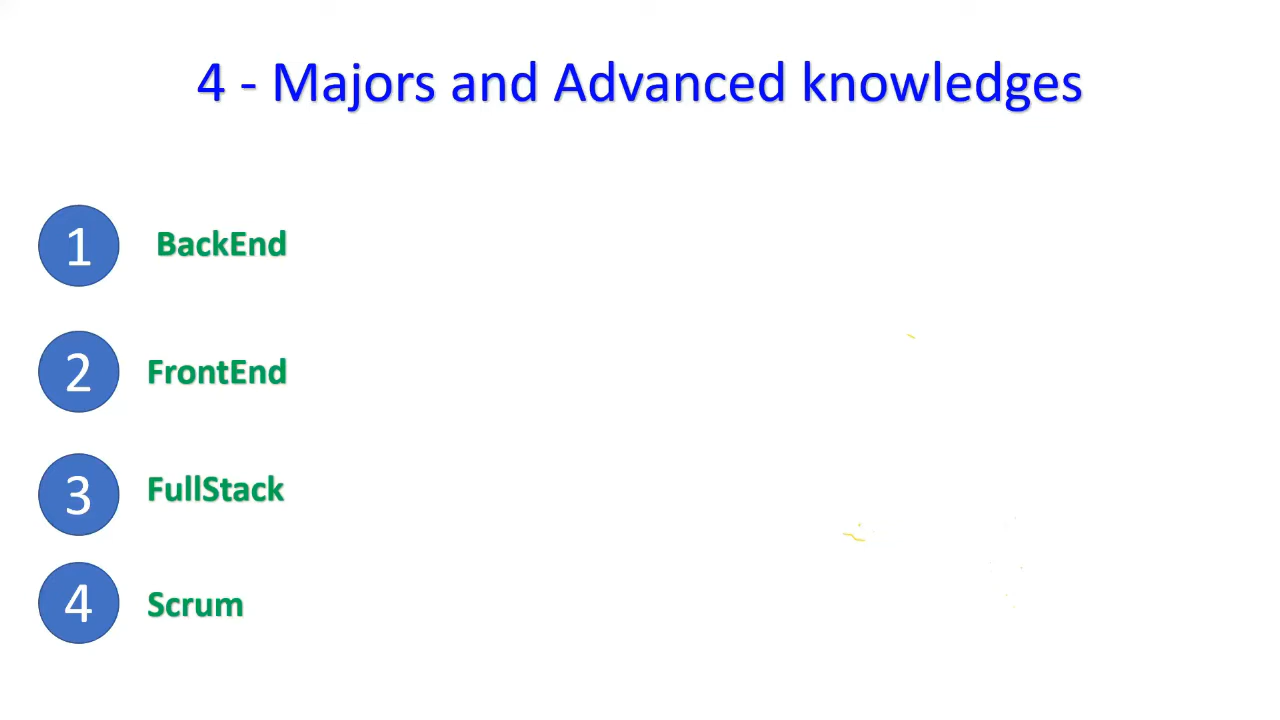 4 - Majors and Advanced knowledges
1 BackEnd
2 FrontEnd
3 FullStack
4 Scrum